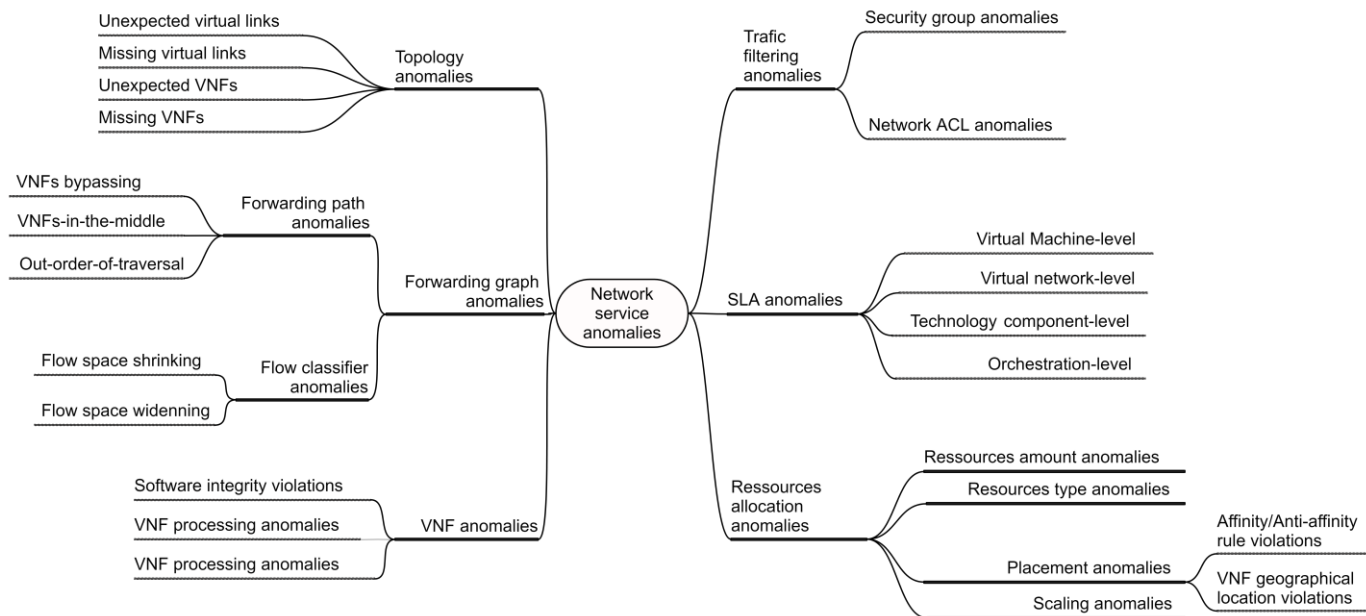 Unexpected virtual links
Missing virtual links
Unexpected VNFs
Missing VNFs
Topology
anomalies
VNFs bypassing
VNFs-in-the-middle
Out-order-of-traversal
Forwarding path
anomalies
Forwarding graph
anomalies
Flow space shrinking
Flow space widenning
Flow classifier
anomalies
Software integrity violations
VNF processing anomalies
VNF processing anomalies
VNF anomalies
Network
service
anomalies
Trafic
filtering
anomalies
Security group anomalies
Network ACL anomalies
SLA anomalies
Virtual Machine-level
Virtual network-level
Technology component-level
Orchestration-level
Ressources
allocation
anomalies
Ressources amount anomalies
Resources type anomalies
Placement anomalies
Scaling anomalies
Affinity/Anti-affinity
rule violations
VNF geographical
location violations